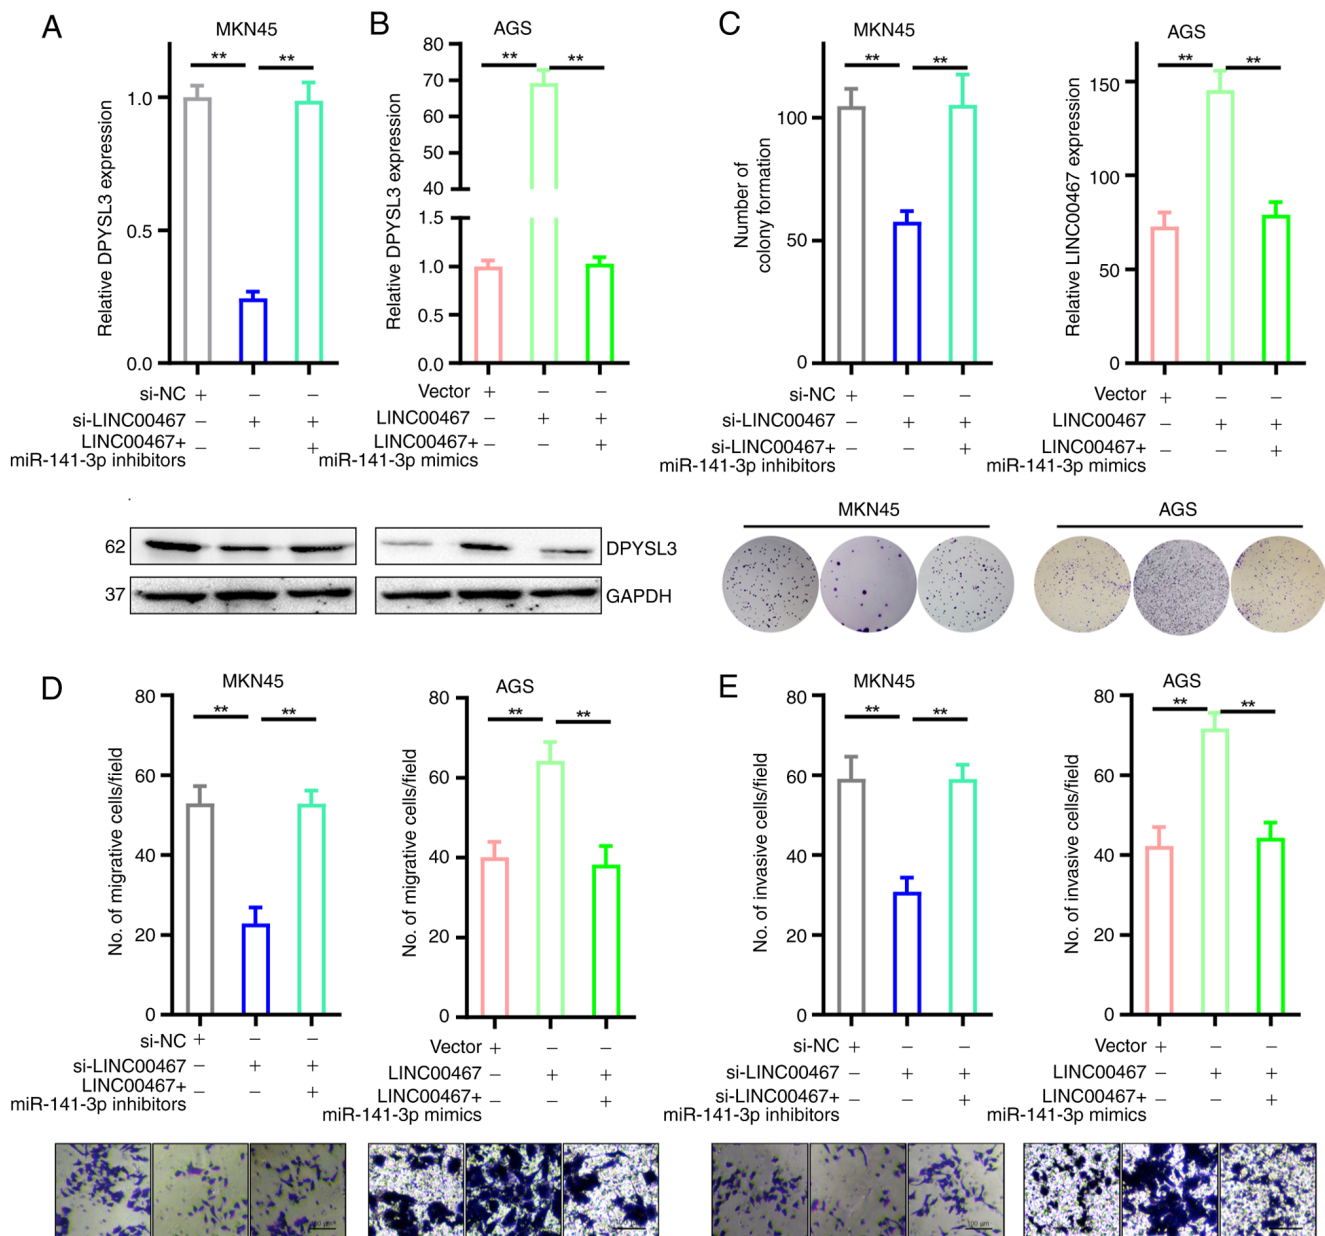 A
MKN45
**
**
Relative DPYSL3 expression
1.0
0.5
0.0
si-NC + – –
si-LINC00467 – + +
LINC00467+
miR-141-3p inhibitors – – +
B
AGS
**
**
Relative DPYSL3 expression
80
70
60
50
40
1.5
1.0
0.5
0.0
Vector + – –
LINC00467 – + +
LINC00467+
miR-141-3p mimics – – +
62
DPYSL3
37
GAPDH
C
MKN45
**
**
Number of
colony formation
100
50
0
si-NC + – –
si-LINC00467 – + +
si-LINC00467+
miR-141-3p inhibitors – – +
AGS
**
**
Relative LINC00467 expression
150
100
50
0
Vector + – –
LINC00467 – + +
LINC00467+
miR-141-3p mimics – – +
MKN45
AGS
D
MKN45
**
**
No. of migrative cells/field
80
60
40
20
0
si-NC + – –
si-LINC00467 – + +
LINC00467+
miR-141-3p inhibitors – – +
AGS
**
**
No. of migrative cells/field
80
60
40
20
0
Vector + – –
LINC00467 – + +
LINC00467+
miR-141-3p mimics – – +
E
MKN45
**
**
No. of invasive cells/field
80
60
40
20
0
si-NC + – –
si-LINC00467 – + +
si-LINC00467+
miR-141-3p inhibitors – – +
AGS
**
**
No. of invasive cells/field
80
60
40
20
0
Vector + – –
LINC00467 – + +
LINC00467+
miR-141-3p mimics – – +
100 µm